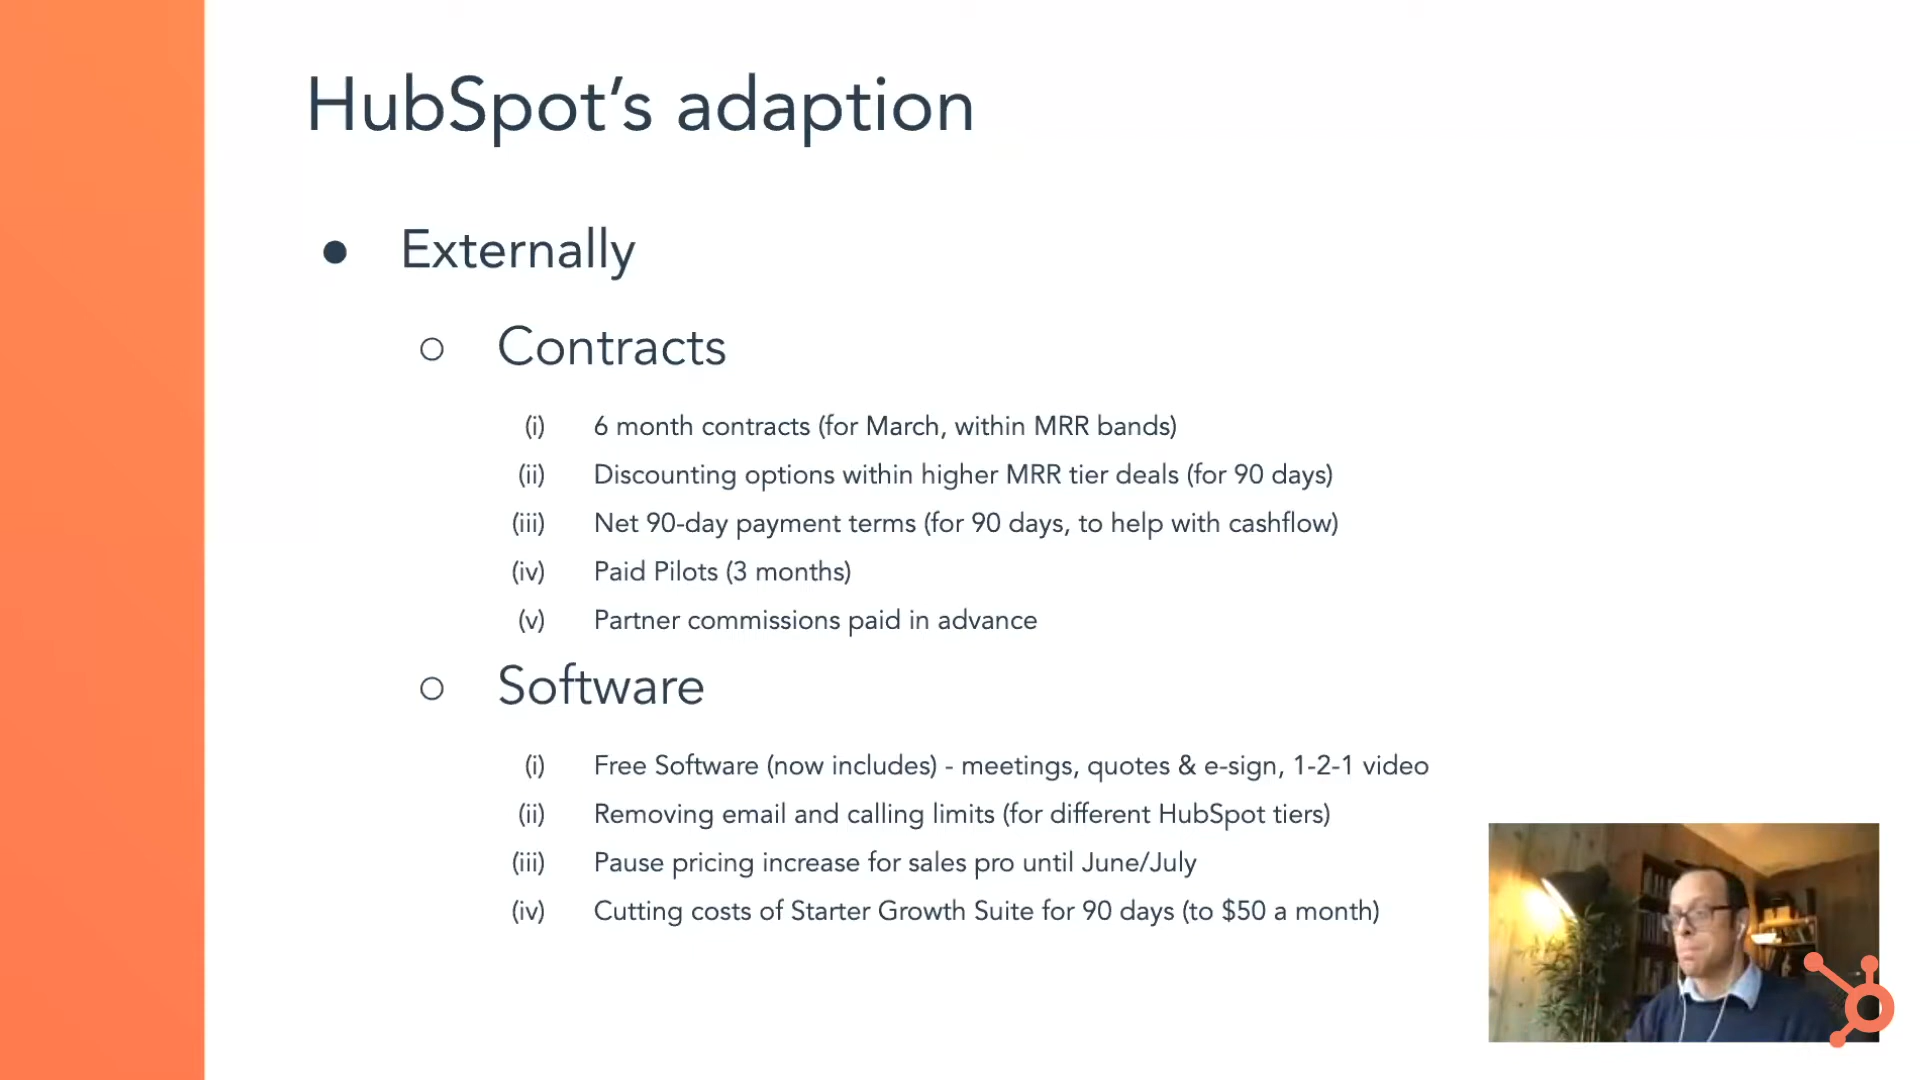 HubSpot’s adaption
● Externally
○ Contracts
(i) 6 month contracts (for March, within MRR bands)
(ii) Discounting options within higher MRR tier deals (for 90 days)
(iii) Net 90-day payment terms (for 90 days, to help with cashflow)
(iv) Paid Pilots (3 months)
(v) Partner commissions paid in advance
○ Software
(i) Free Software (now includes) - meetings, quotes & e-sign, 1-2-1 video
(ii) Removing email and calling limits (for different HubSpot tiers)
(iii) Pause pricing increase for sales pro until June/July
(iv) Cutting costs of Starter Growth Suite for 90 days (to $50 a month)